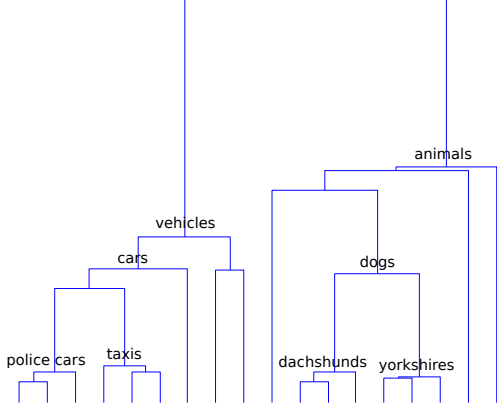 animals
vehicles
cars
dogs
police cars
taxis
dachshunds
yorkshires